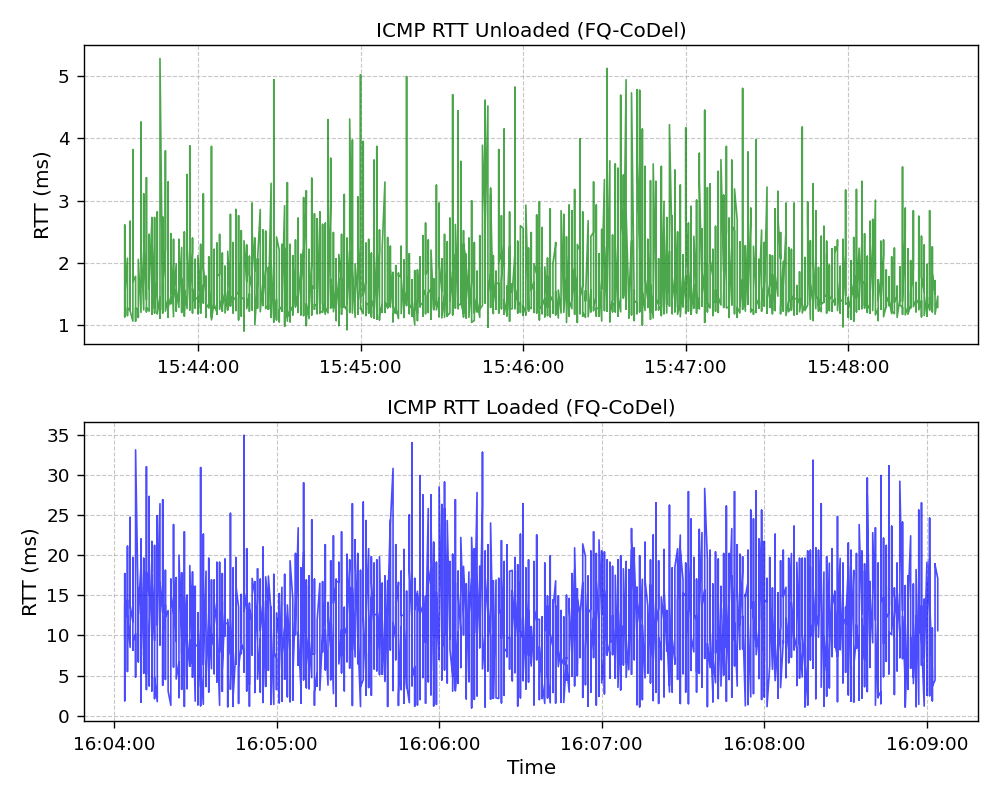 ICMP RTT Unloaded (FQ-CoDel)
RTT (ms)
5
4
3
2
1
15:44:00 15:45:00 15:46:00 15:47:00 15:48:00
ICMP RTT Loaded (FQ-CoDel)
RTT (ms)
35
30
25
20
15
10
5
0
16:04:00 16:05:00 16:06:00 16:07:00 16:08:00 16:09:00
Time